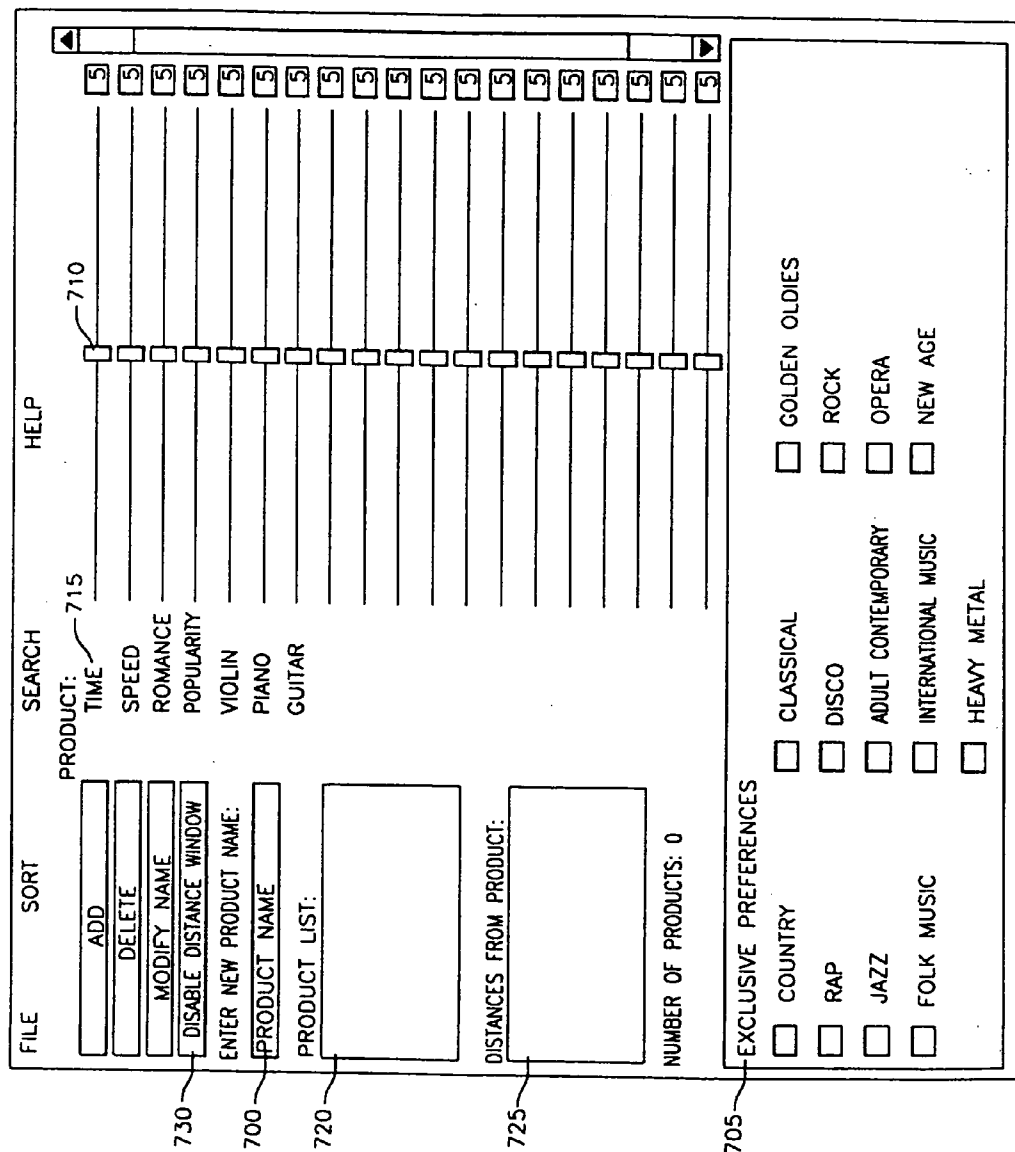 FILE SORT SEARCH HELP
PRODUCT:
ADD TIME 715 710 .5
DELETE SPEED .5
MODIFY NAME ROMANCE .5
730 DISABLE DISTANCE WINDOW POPULARITY .5
ENTER NEW PRODUCT NAME: VIOLIN .5
700 PRODUCT NAME PIANO .5
PRODUCT LIST: GUITAR .5
720 .5
.5
.5
.5
.5
DISTANCES FROM PRODUCT: .5
725 .5
.5
.5
.5
NUMBER OF PRODUCTS: 0 .5
.5
705 EXCLUSIVE PREFERENCES
COUNTRY CLASSICAL GOLDEN OLDIES
RAP DISCO ROCK
JAZZ ADULT CONTEMPORARY OPERA
FOLK MUSIC INTERNATIONAL MUSIC NEW AGE
HEAVY METAL